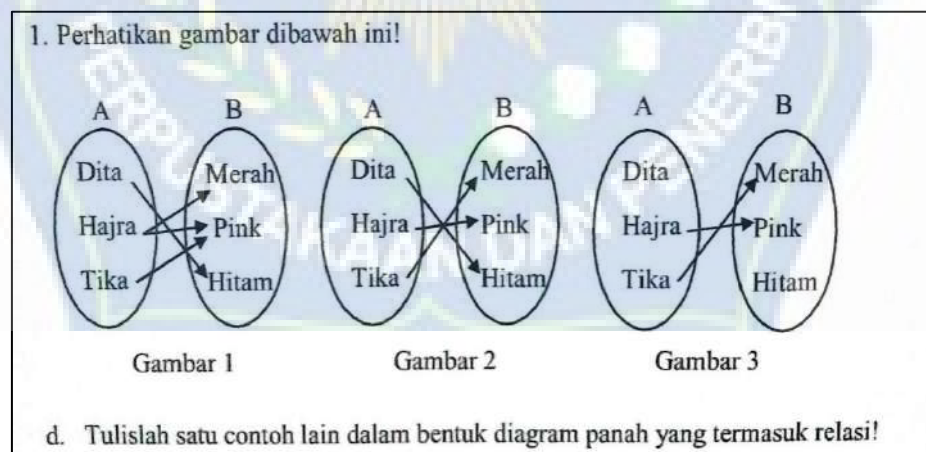 1. Perhatikan gambar dibawah ini!
A B A B A B
Dita Merah Dita Merah Dita Merah
Hajra Pink Hajra Pink Hajra Pink
Tika Hitam Tika Hitam Tika Hitam
Gambar 1 Gambar 2 Gambar 3
d. Tulislah satu contoh lain dalam bentuk diagram panah yang termasuk relasi!